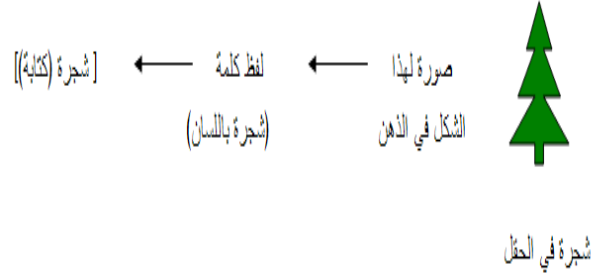 صورة لهذا
الشكل في الذهن
لفظ كلمة
(شجرة باللسان)
[ شجرة (كتابة)]
شجرة في الحقل